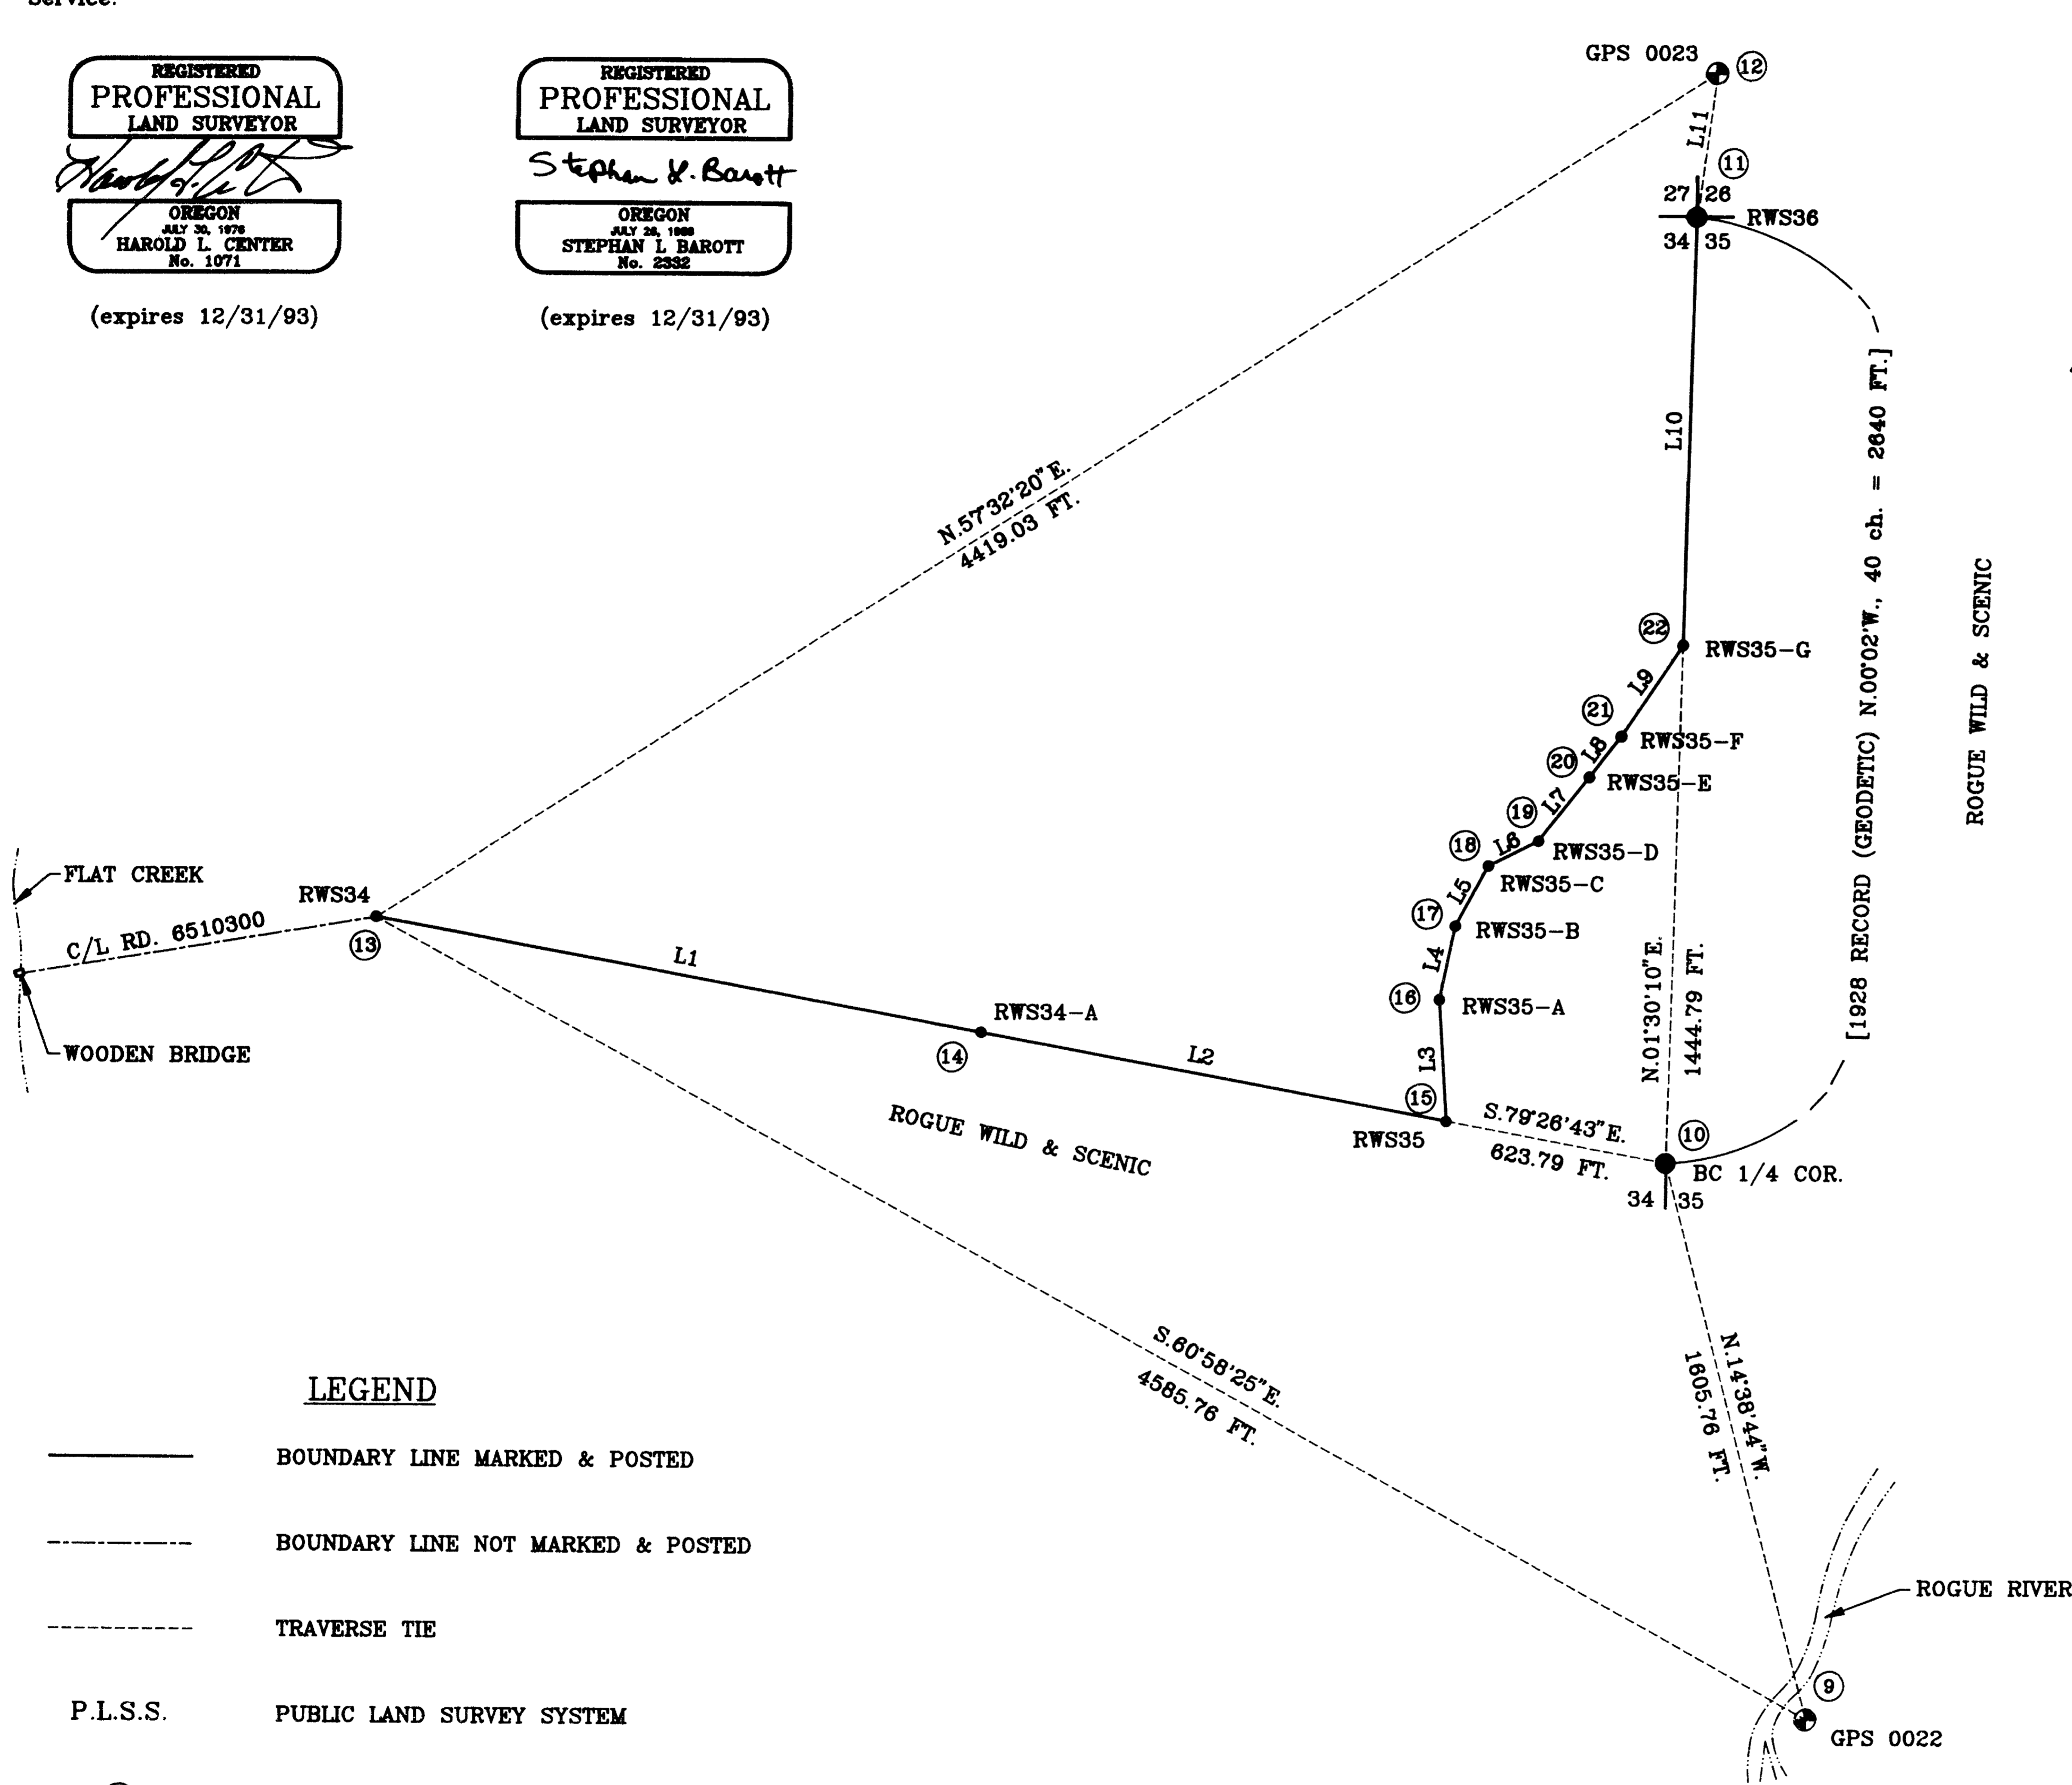 Service.
REGISTERED
PROFESSIONAL
LAND SURVEYOR
OREGON
JULY 30, 1976
HAROLD L. CENTER
No. 1071
(expires 12/31/93)
REGISTERED
PROFESSIONAL
LAND SURVEYOR
Stephan L. Barott
OREGON
JULY 26, 1988
STEPHAN L BAROTT
No. 2332
(expires 12/31/93)
GPS 0023
12
L11
11
27 26
RWS36
34 35
L10
[1928 RECORD (GEODETIC) N.00°02'W., 40 ch. = 2640 FT.]
ROGUE WILD & SCENIC
N.57°32'20"E.
4419.03 FT.
22
RWS35-G
L9
21
RWS35-F
L8
20
RWS35-E
L7
19
RWS35-D
L6
18
RWS35-C
L5
17
RWS35-B
L4
16
RWS35-A
L3
15
RWS35
FLAT CREEK
RWS34
C/L RD. 6510300
13
WOODEN BRIDGE
L1
RWS34-A
14
L2
ROGUE WILD & SCENIC
N.01°30'10"E.
1444.79 FT.
S.79°26'43"E.
623.79 FT.
10
BC 1/4 COR.
34 35
S.60°58'25"E.
4585.76 FT.
N.14°38'44"W.
1605.76 FT.
ROGUE RIVER
9
GPS 0022
LEGEND
BOUNDARY LINE MARKED & POSTED
BOUNDARY LINE NOT MARKED & POSTED
TRAVERSE TIE
P.L.S.S. PUBLIC LAND SURVEY SYSTEM